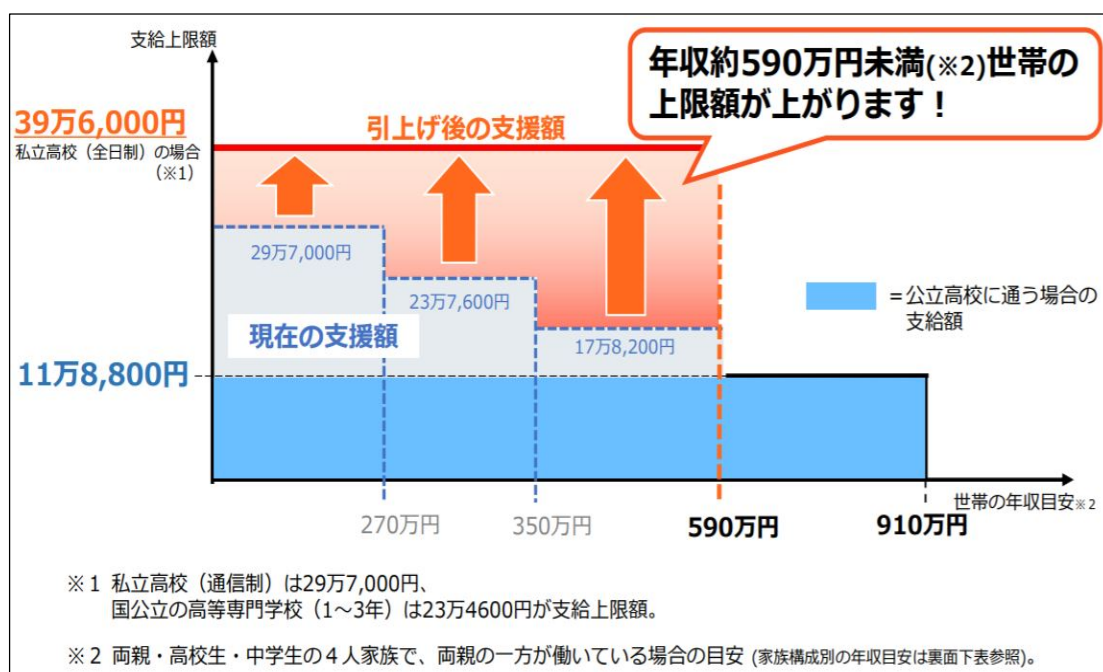 支給上限額
年収約590万円未満(※2)世帯の
上限額が上がります！
39万6,000円
私立高校（全日制）の場合
（※1）
引上げ後の支援額
29万7,000円
23万7,600円
17万8,200円
現在の支援額
=公立高校に通う場合の
支給額
11万8,800円
270万円
350万円
590万円
910万円
世帯の年収目安※2
※１ 私立高校（通信制）は29万7,000円、
国公立の高等専門学校（1～3年）は23万4600円が支給上限額。
※２ 両親・高校生・中学生の４人家族で、両親の一方が働いている場合の目安 (家族構成別の年収目安は裏面下表参照)。